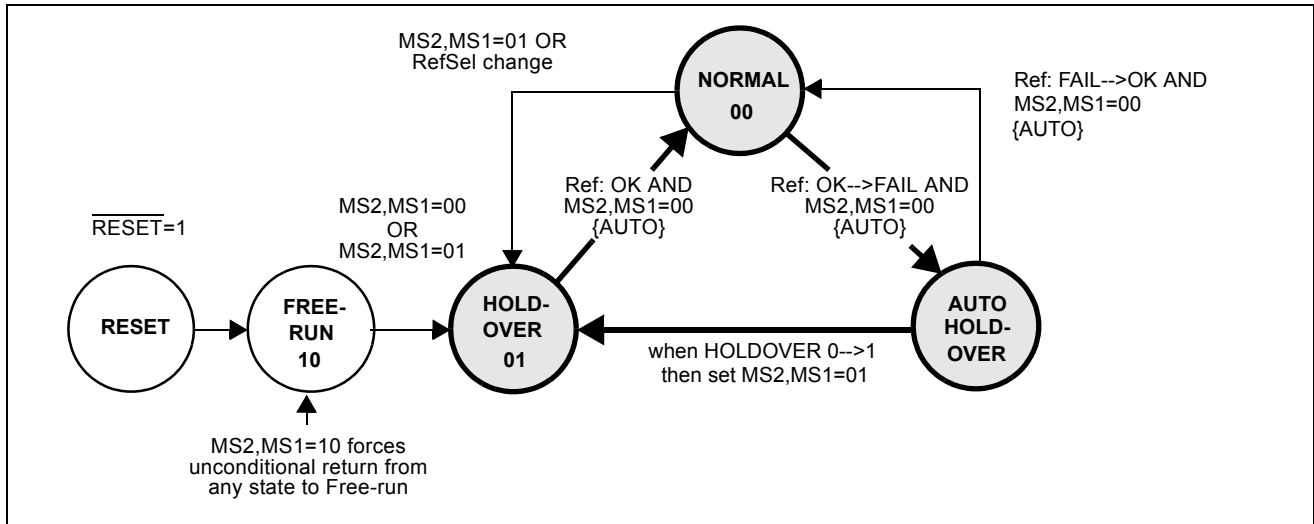 MS2,MS1=01 OR
RefSel change
NORMAL
00
Ref: FAIL-->OK AND
MS2,MS1=00
{AUTO}
Ref: OK AND
MS2,MS1=00
{AUTO}
Ref: OK-->FAIL AND
MS2,MS1=00
{AUTO}
RESET=1
MS2,MS1=00
OR
MS2,MS1=01
RESET
FREE-
RUN
10
HOLD-
OVER
01
AUTO
HOLD-
OVER
when HOLDOVER 0-->1
then set MS2,MS1=01
MS2,MS1=10 forces
unconditional return from
any state to Free-run